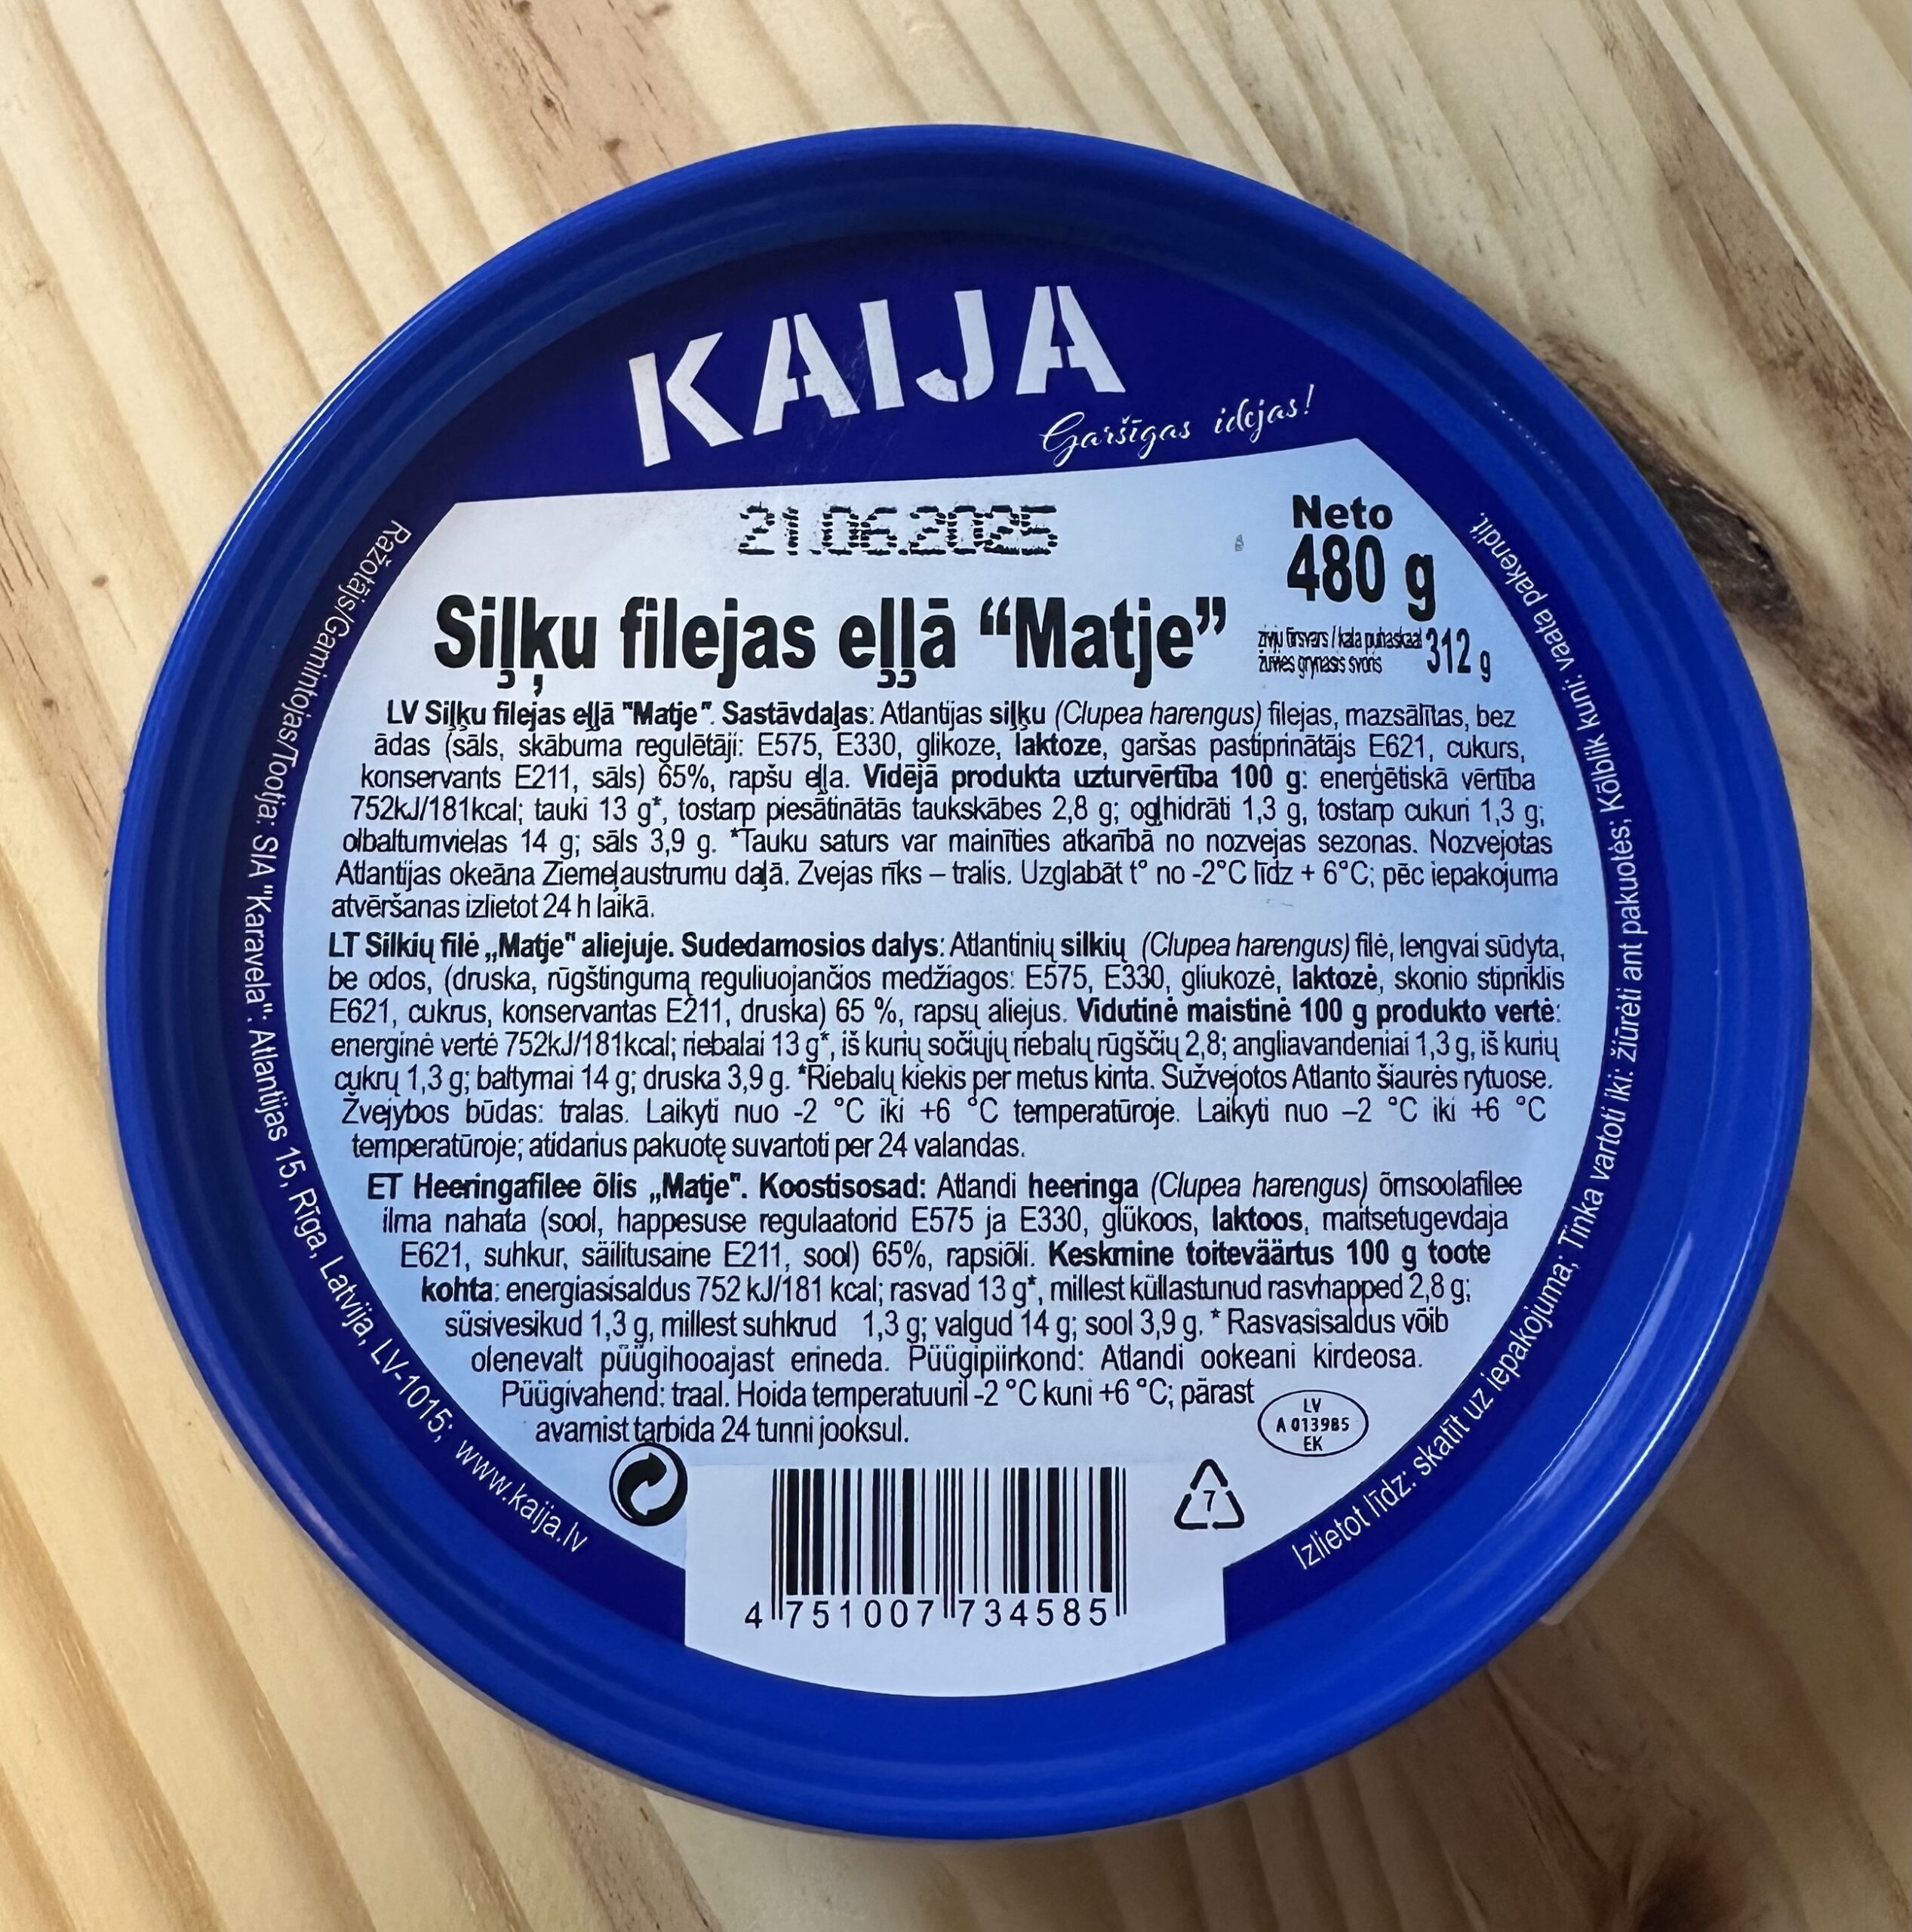 KAIJA
Garšīgas idejas!
21.06.2025
Neto
480 g
Siļķu filejas eļļā “Matje”
zivju tīrsvars / kala puhaskaal
žuvies grynasis svoris
312 g
LV Siļķu filejas eļļā "Matje". Sastāvdaļas: Atlantijas siļķu (Clupea harengus) filejas, mazsālītas, bez
ādas (sāls, skābuma regulētāji: E575, E330, glikoze, laktoze, garšas pastiprinātājs E621, cukurs,
konservants E211, sāls) 65%, rapšu eļļa. Vidējā produkta uzturvērtība 100 g: enerģētiskā vērtība
752kJ/181kcal; tauki 13 g*, tostarp piesātinātās taukskābes 2,8 g; ogļhidrāti 1,3 g, tostarp cukuri 1,3 g;
olbaltumvielas 14 g; sāls 3,9 g. *Tauku saturs var mainīties atkarībā no nozvejas sezonas. Nozvejotas
Atlantijas okeāna Ziemeļaustrumu daļā. Zvejas rīks – tralis. Uzglabāt t° no -2°C līdz + 6°C; pēc iepakojuma
atvēršanas izlietot 24 h laikā.
LT Silkių filė „Matje" aliejuje. Sudedamosios dalys: Atlantinių silkių (Clupea harengus) filė, lengvai sūdyta,
be odos, (druska, rūgštingumą reguliuojančios medžiagos: E575, E330, gliukozė, laktozė, skonio stipriklis
E621, cukrus, konservantas E211, druska) 65 %, rapsų aliejus. Vidutinė maistinė 100 g produkto vertė:
energinė vertė 752kJ/181kcal; riebalai 13 g*, iš kurių sočiųjų riebalų rūgščių 2,8; angliavandeniai 1,3 g, iš kurių
cukrų 1,3 g; baltymai 14 g; druska 3,9 g. *Riebalų kiekis per metus kinta. Sužvejotos Atlanto šiaurės rytuose.
Žvejybos būdas: tralas. Laikyti nuo -2 °C iki +6 °C temperatūroje. Laikyti nuo –2 °C iki +6 °C
temperatūroje; atidarius pakuotę suvartoti per 24 valandas.
ET Heeringafilee õlis „Matje". Koostisosad: Atlandi heeringa (Clupea harengus) õrnsoolafilee
ilma nahata (sool, happesuse regulaatorid E575 ja E330, glükoos, laktoos, maitsetugevdaja
E621, suhkur, säilitusaine E211, sool) 65%, rapsiõli. Keskmine toiteväärtus 100 g toote
kohta: energiasisaldus 752 kJ/181 kcal; rasvad 13 g*, millest küllastunud rasvhapped 2,8 g;
süsivesikud 1,3 g, millest suhkrud 1,3 g; valgud 14 g; sool 3,9 g. * Rasvasisaldus võib
olenevalt püügihooajast erineda. Püügipiirkond: Atlandi ookeani kirdeosa.
Püügivahend: traal. Hoida temperatuuril -2 °C kuni +6 °C; pärast
avamist tarbida 24 tunni jooksul.
LV
A 013985
EK
7
4 751007 734585
Ražotājs/Gamintojas/Tootja: SIA "Karavela": Atlantijas 15, Rīga, Latvija, LV-1015; www.kaija.lv
Izlietot līdz: skatīt uz iepakojuma; Tinka vartoti iki: žiūrėti ant pakuotės; Kõlblik kuni: vaata pakendit.